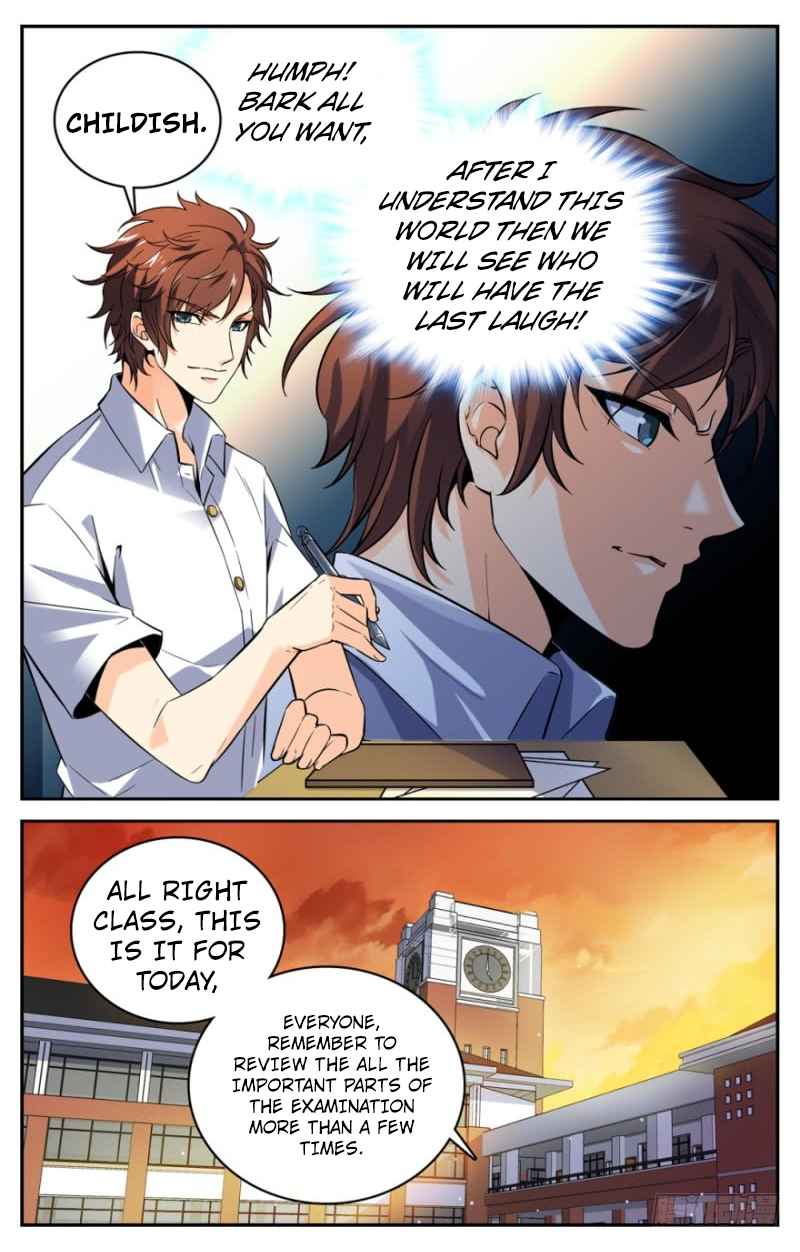 CHILDISH.
HUMPH!
BARK ALL
YOU WANT,
AFTER I
UNDERSTAND THIS
WORLD THEN WE
WILL SEE WHO
WILL HAVE THE
LAST LAUGH!
ALL RIGHT
CLASS, THIS
IS IT FOR
TODAY,
EVERYONE,
REMEMBER TO
REVIEW THE ALL THE
IMPORTANT PARTS OF
THE EXAMINATION
MORE THAN A FEW
TIMES.